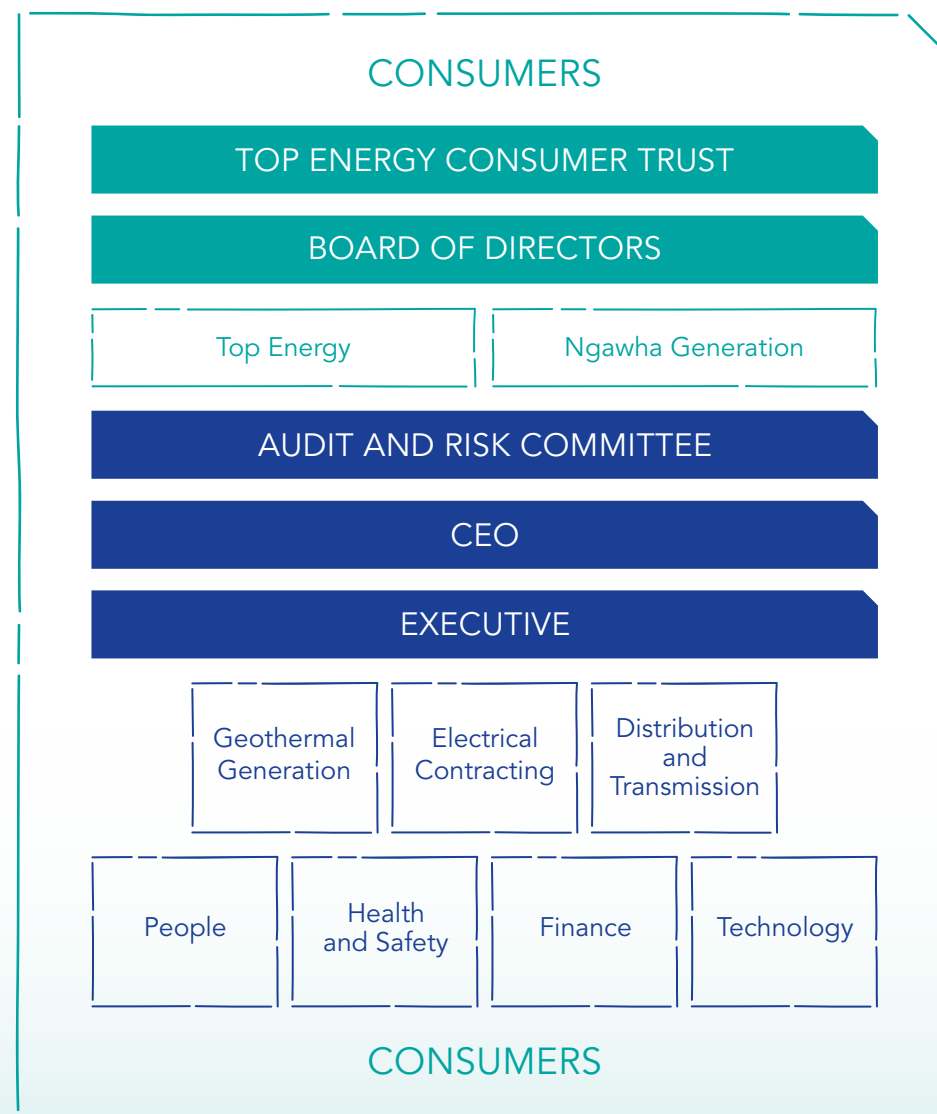 CONSUMERS
TOP ENERGY CONSUMER TRUST
BOARD OF DIRECTORS
Top Energy
Ngawha Generation
AUDIT AND RISK COMMITTEE
CEO
EXECUTIVE
Geothermal
Generation
Electrical
Contracting
Distribution
and
Transmission
People
Health
and Safety
Finance
Technology
CONSUMERS